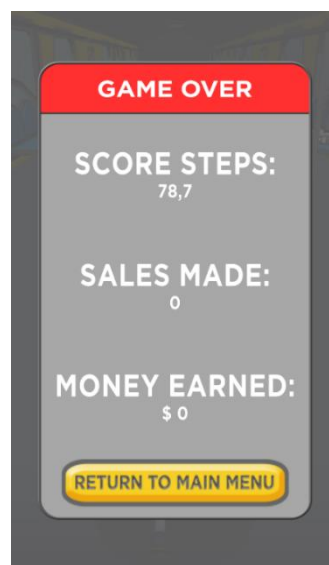 GAME OVER
SCORE STEPS:
78,7
SALES MADE:
0
MONEY EARNED:
$ 0
RETURN TO MAIN MENU